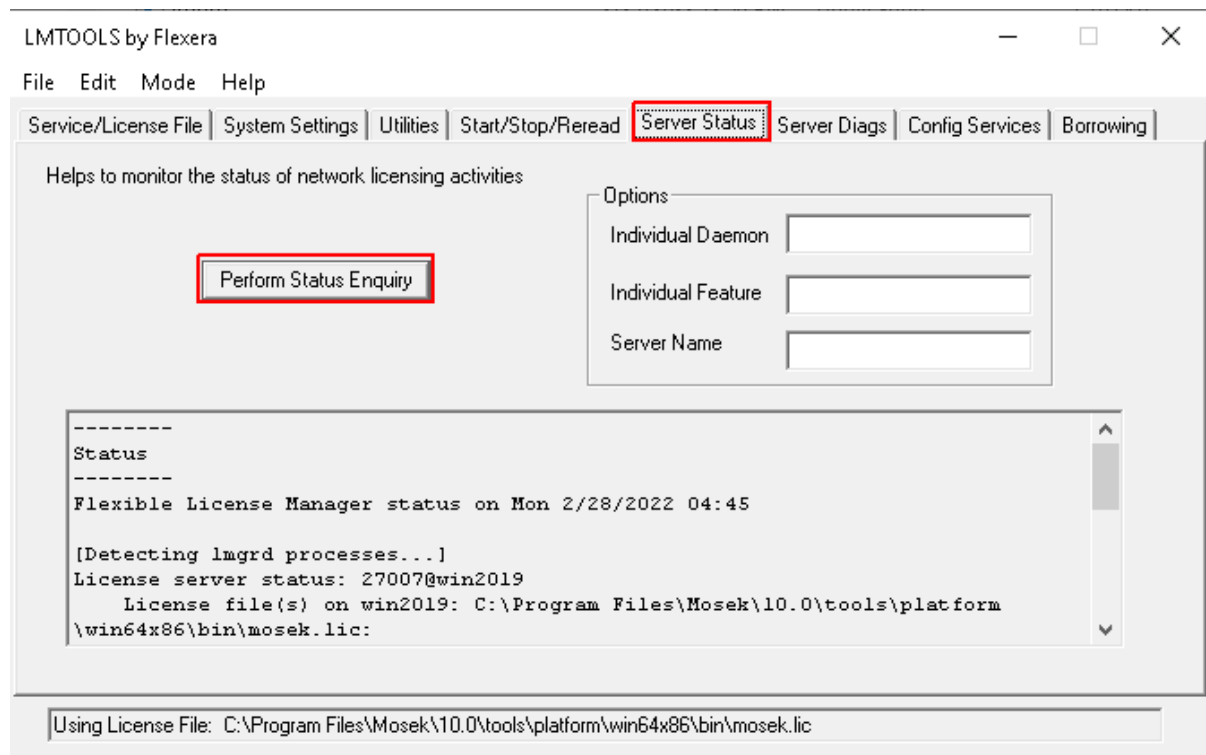 LMTOOLS by Flexera
File Edit Mode Help
Service/License File System Settings Utilities Start/Stop/Reread Server Status Server Diags Config Services Borrowing
Helps to monitor the status of network licensing activities
Options
Individual Daemon
Perform Status Enquiry
Individual Feature
Server Name
--------
Status
--------
Flexible License Manager status on Mon 2/28/2022 04:45
[Detecting lmgrd processes...]
License server status: 27007@win2019
License file(s) on win2019: C:\Program Files\Mosek\10.0\tools\platform
\win64x86\bin\mosek.lic:
Using License File: C:\Program Files\Mosek\10.0\tools\platform\win64x86\bin\mosek.lic